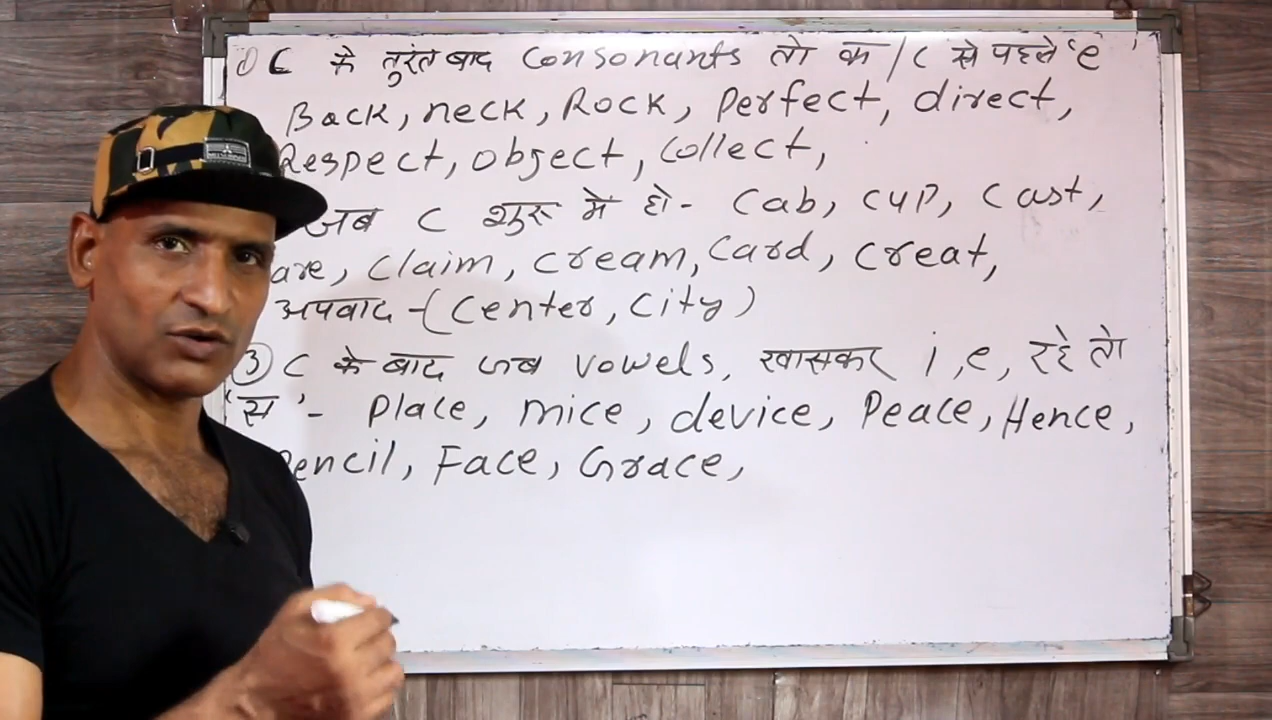 ① C के तुरंत बाद Consonants तो क / C से पहले 'e'
Back, neck, Rock, Perfect, direct,
Respect, object, Collect,
जब C शुरू मे हो- Cab, CUP, Cast,
are, Claim, Cream, Card, Creat,
अपवाद -(Center, City)
③ C के बाद जब vowels, खासकर i, e, रहे तो
'स' - Place, mice, device, Peace, Hence,
Pencil, Face, Grace,